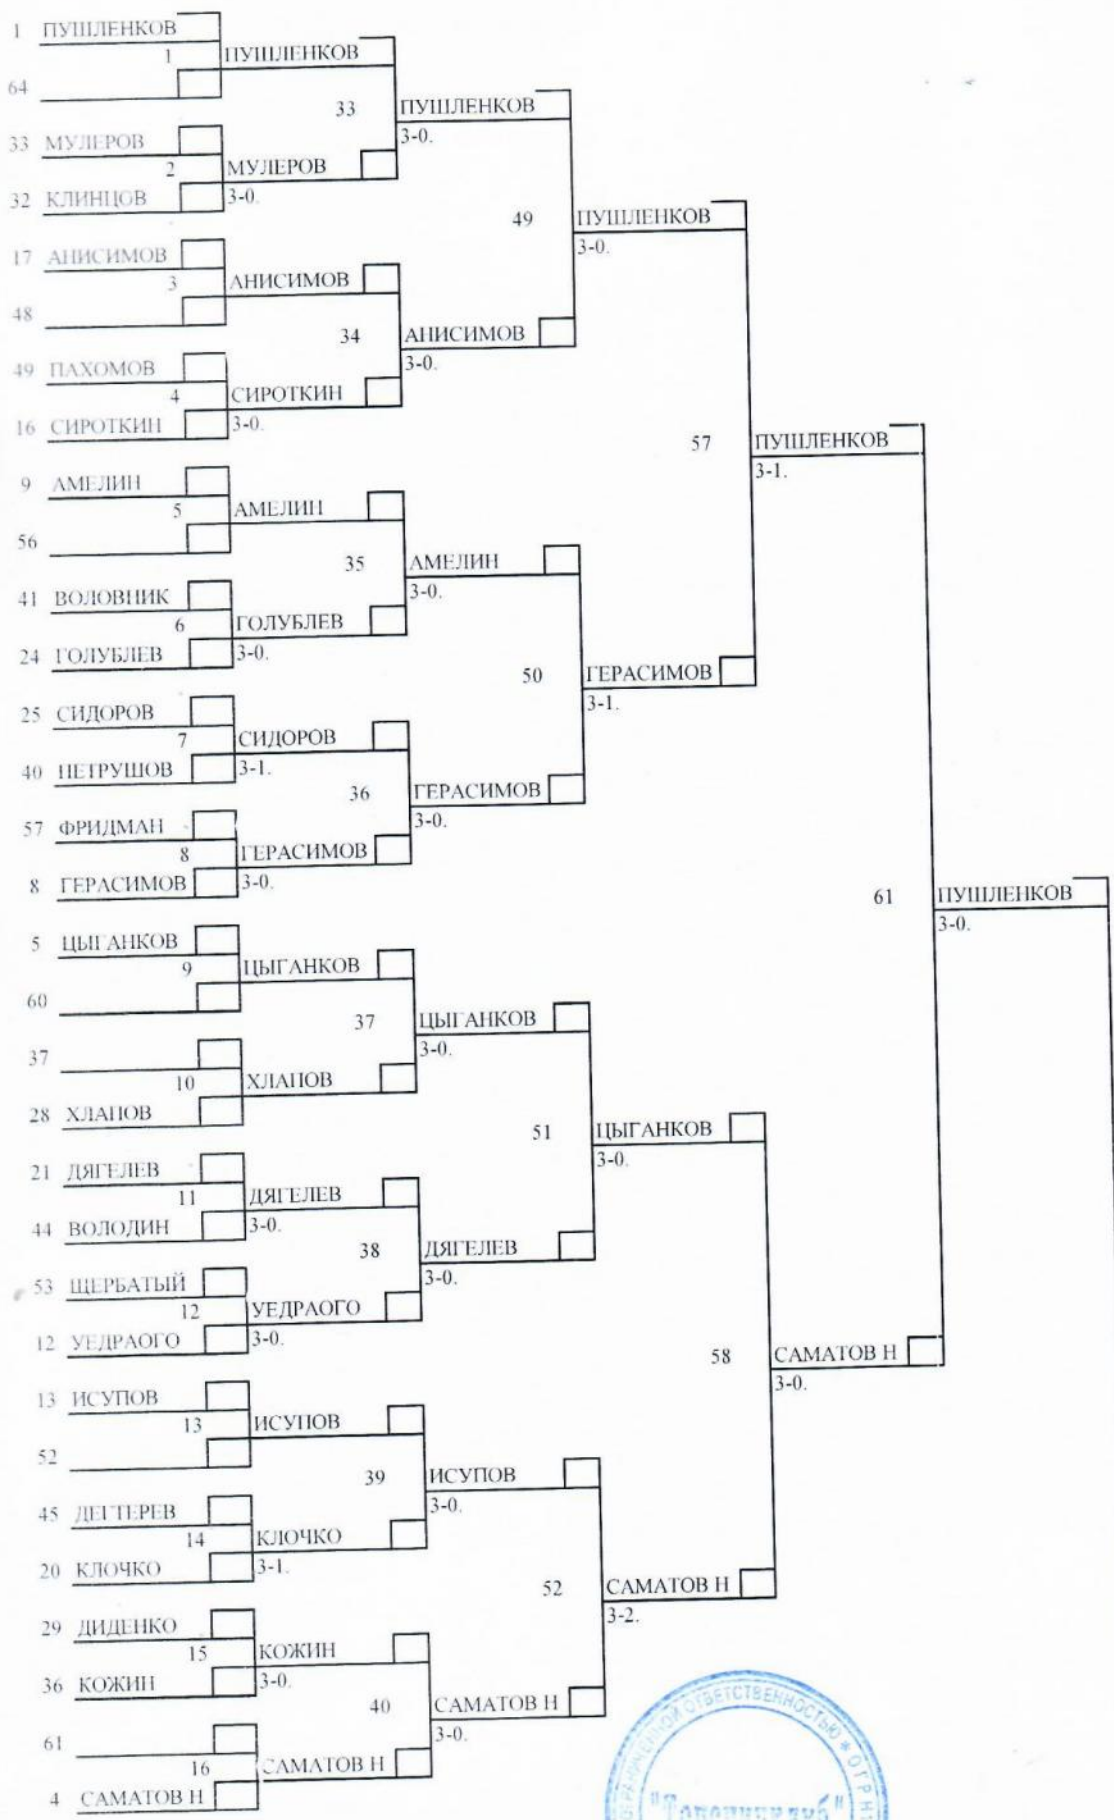 1 ПУШЛЕНКОВ
1 ПУШЛЕНКОВ
64
33 ПУШЛЕНКОВ
3-0.
33 МУЛЕРОВ
2 МУЛЕРОВ
3-0.
32 КЛИНЦОВ
49 ПУШЛЕНКОВ
3-0.
17 АНИСИМОВ
3 АНИСИМОВ
48
34 АНИСИМОВ
3-0.
49 ПАХОМОВ
4 СИРОТКИН
3-0.
16 СИРОТКИН
57 ПУШЛЕНКОВ
3-1.
9 АМЕЛИН
5 АМЕЛИН
56
35 АМЕЛИН
3-0.
41 ВОЛОВНИК
6 ГОЛУБЛЕВ
3-0.
24 ГОЛУБЛЕВ
50 ГЕРАСИМОВ
3-1.
25 СИДОРОВ
7 СИДОРОВ
3-1.
40 ПЕТРУШОВ
36 ГЕРАСИМОВ
3-0.
57 ФРИДМАН
8 ГЕРАСИМОВ
3-0.
8 ГЕРАСИМОВ
61 ПУШЛЕНКОВ
3-0.
5 ЦЫГАНКОВ
9 ЦЫГАНКОВ
60
37 ЦЫГАНКОВ
3-0.
37
10 ХЛАПОВ
28 ХЛАПОВ
51 ЦЫГАНКОВ
3-0.
21 ДЯГЕЛЕВ
11 ДЯГЕЛЕВ
3-0.
44 ВОЛОДИН
38 ДЯГЕЛЕВ
3-0.
53 ЩЕРБАТЫЙ
12 УЕДРАОГО
3-0.
12 УЕДРАОГО
58 САМАТОВ Н
3-0.
13 ИСУПОВ
13 ИСУПОВ
52
39 ИСУПОВ
3-0.
45 ДЕГТЕРЕВ
14 КЛОЧКО
3-1.
20 КЛОЧКО
52 САМАТОВ Н
3-2.
29 ДИДЕНКО
15 КОЖИН
3-0.
36 КОЖИН
40 САМАТОВ Н
3-0.
61
16 САМАТОВ Н
4 САМАТОВ Н
ОГРАНИЧЕННОЙ ОТВЕТСТВЕННОСТЬЮ * ОГРН